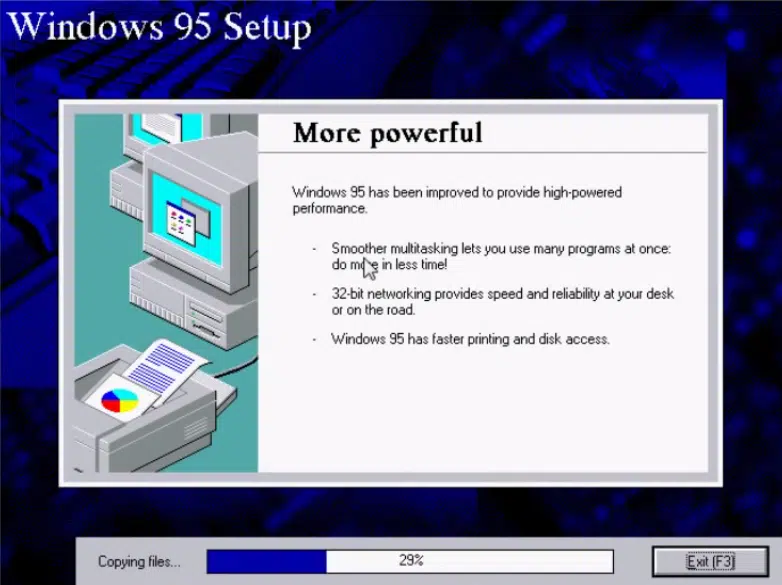 Windows 95 Setup
More powerful
Windows 95 has been improved to provide high-powered
performance.
- Smoother multitasking lets you use many programs at once:
do more in less time!
- 32-bit networking provides speed and reliability at your desk
or on the road.
- Windows 95 has faster printing and disk access.
Copying files...
29%
Exit (F3)